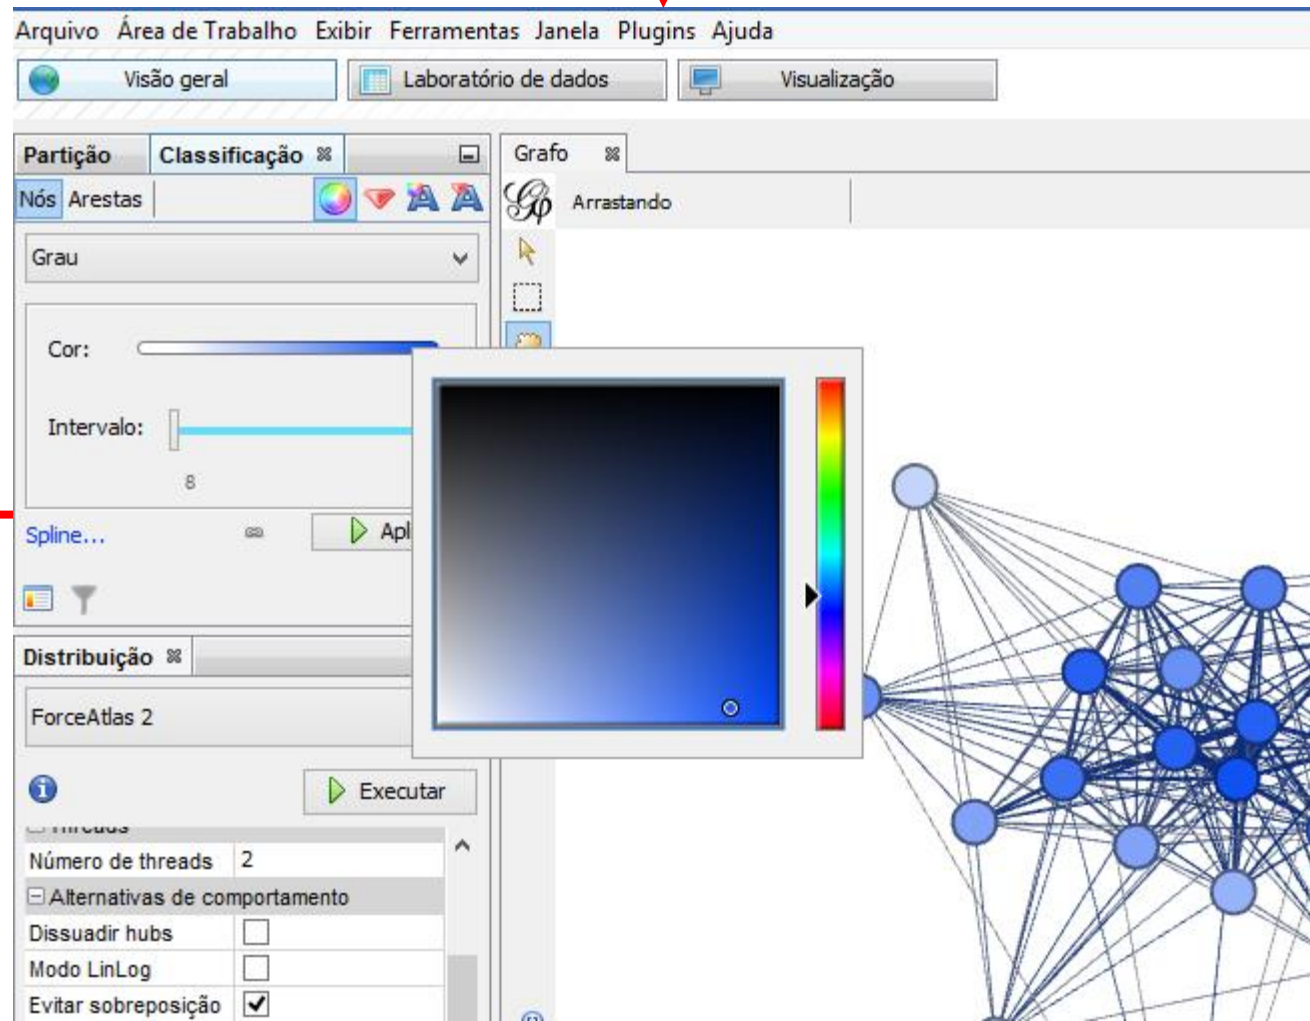 Arquivo Área de Trabalho Exibir Ferramentas Janela Plugins Ajuda
Visão geral Laboratório de dados Visualização
Partição Classificação
Grafo
Nós Arestas
Arrastando
Grau
Cor:
Intervalo:
8
Spline... Apl
Distribuição
ForceAtlas 2
Executar
Threads
Número de threads 2
Alternativas de comportamento
Dissuadir hubs
Modo LinLog
Evitar sobreposição